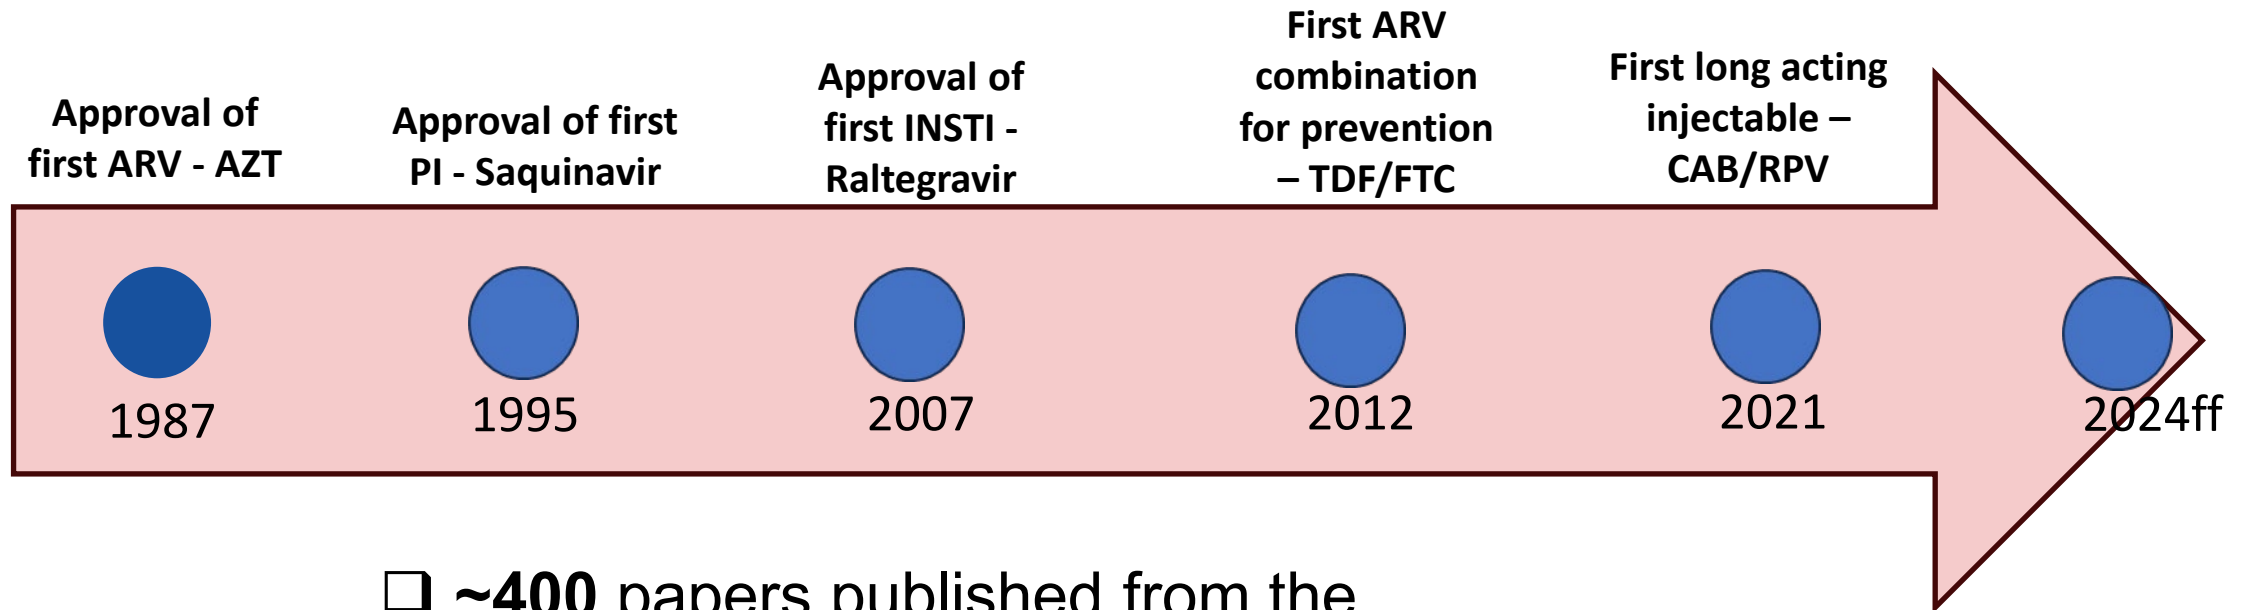 Approval of
first ARV - AZT
Approval of first
PI - Saquinavir
Approval of
first INSTI -
Raltegravir
First ARV
combination
for prevention
– TDF/FTC
First long acting
injectable –
CAB/RPV
1987
1995
2007
2012
2021
2024ff
❑ ~400 papers published from the